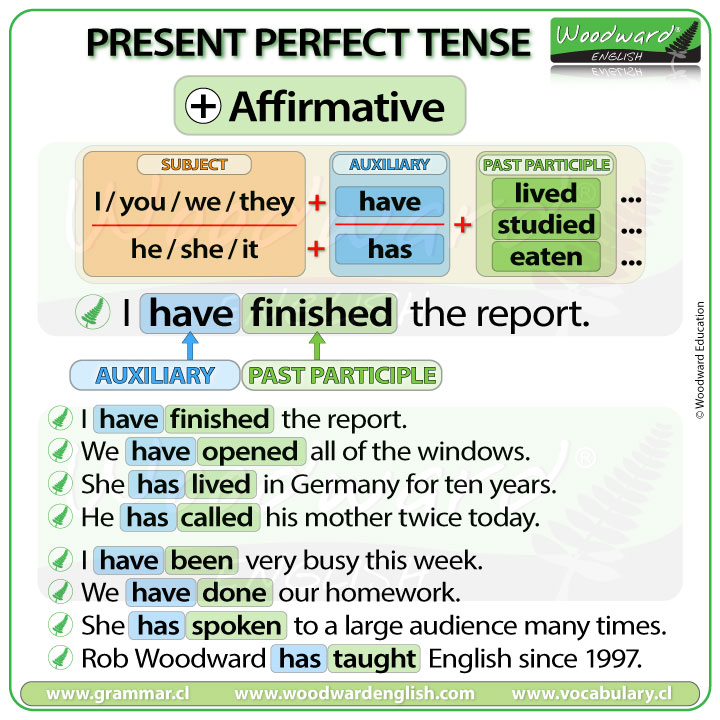 PRESENT PERFECT TENSE
Woodward®
ENGLISH
+ Affirmative
SUBJECT AUXILIARY PAST PARTICIPLE
I / you / we / they + have
he / she / it + has
+
lived ...
studied ...
eaten ...
I have finished the report.
AUXILIARY PAST PARTICIPLE
I have finished the report.
We have opened all of the windows.
She has lived in Germany for ten years.
He has called his mother twice today.
I have been very busy this week.
We have done our homework.
She has spoken to a large audience many times.
Rob Woodward has taught English since 1997.
www.grammar.cl www.woodwardenglish.com www.vocabulary.cl
© Woodward Education
Woodward®
ENGLISH
Woodward®
ENGLISH